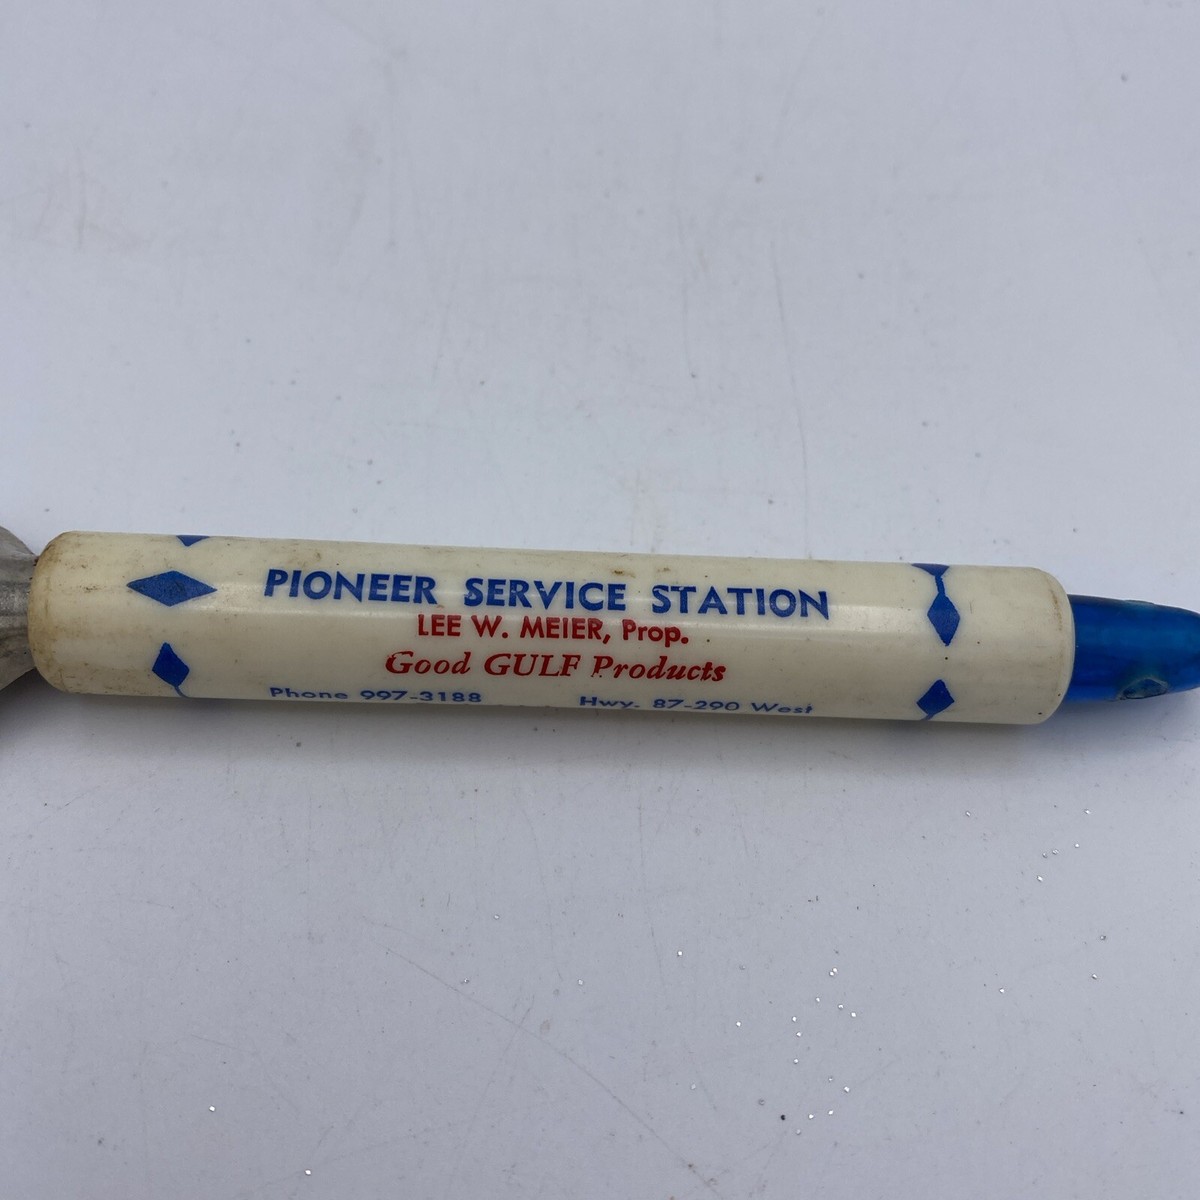 PIONEER SERVICE STATION
LEE W. MEIER, Prop.
Good GULF Products
Phone 997-3188 Hwy. 87-290 West